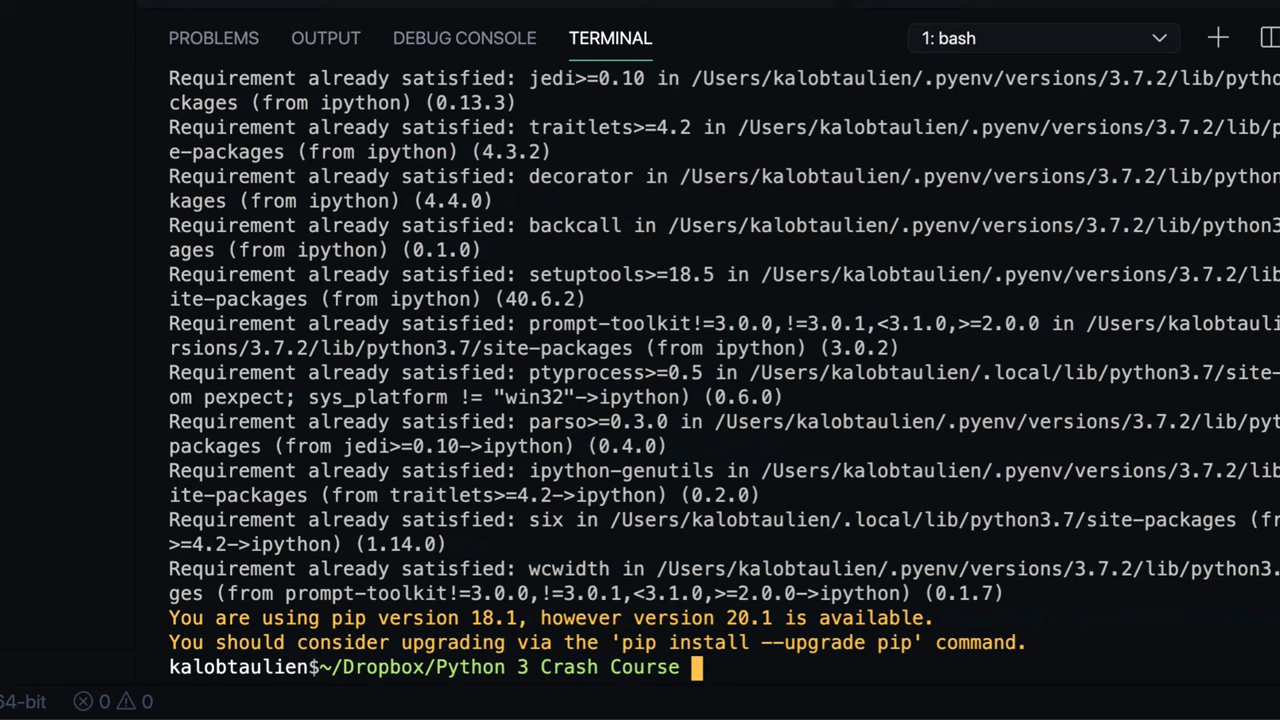 PROBLEMS OUTPUT DEBUG CONSOLE TERMINAL 1: bash
Requirement already satisfied: jedi>=0.10 in /Users/kalobtaulien/.pyenv/versions/3.7.2/lib/pytho
ckages (from ipython) (0.13.3)
Requirement already satisfied: traitlets>=4.2 in /Users/kalobtaulien/.pyenv/versions/3.7.2/lib/p
e-packages (from ipython) (4.3.2)
Requirement already satisfied: decorator in /Users/kalobtaulien/.pyenv/versions/3.7.2/lib/python
kages (from ipython) (4.4.0)
Requirement already satisfied: backcall in /Users/kalobtaulien/.pyenv/versions/3.7.2/lib/python3
ages (from ipython) (0.1.0)
Requirement already satisfied: setuptools>=18.5 in /Users/kalobtaulien/.pyenv/versions/3.7.2/lib
ite-packages (from ipython) (40.6.2)
Requirement already satisfied: prompt-toolkit!=3.0.0,!=3.0.1,<3.1.0,>=2.0.0 in /Users/kalobtauli
rsions/3.7.2/lib/python3.7/site-packages (from ipython) (3.0.2)
Requirement already satisfied: ptyprocess>=0.5 in /Users/kalobtaulien/.local/lib/python3.7/site-
om pexpect; sys_platform != "win32"->ipython) (0.6.0)
Requirement already satisfied: parso>=0.3.0 in /Users/kalobtaulien/.pyenv/versions/3.7.2/lib/pyt
packages (from jedi>=0.10->ipython) (0.4.0)
Requirement already satisfied: ipython-genutils in /Users/kalobtaulien/.pyenv/versions/3.7.2/lib
ite-packages (from traitlets>=4.2->ipython) (0.2.0)
Requirement already satisfied: six in /Users/kalobtaulien/.local/lib/python3.7/site-packages (fr
>=4.2->ipython) (1.14.0)
Requirement already satisfied: wcwidth in /Users/kalobtaulien/.pyenv/versions/3.7.2/lib/python3.
ges (from prompt-toolkit!=3.0.0,!=3.0.1,<3.1.0,>=2.0.0->ipython) (0.1.7)
You are using pip version 18.1, however version 20.1 is available.
You should consider upgrading via the 'pip install --upgrade pip' command.
kalobtaulien$~/Dropbox/Python 3 Crash Course
64-bit 0 0